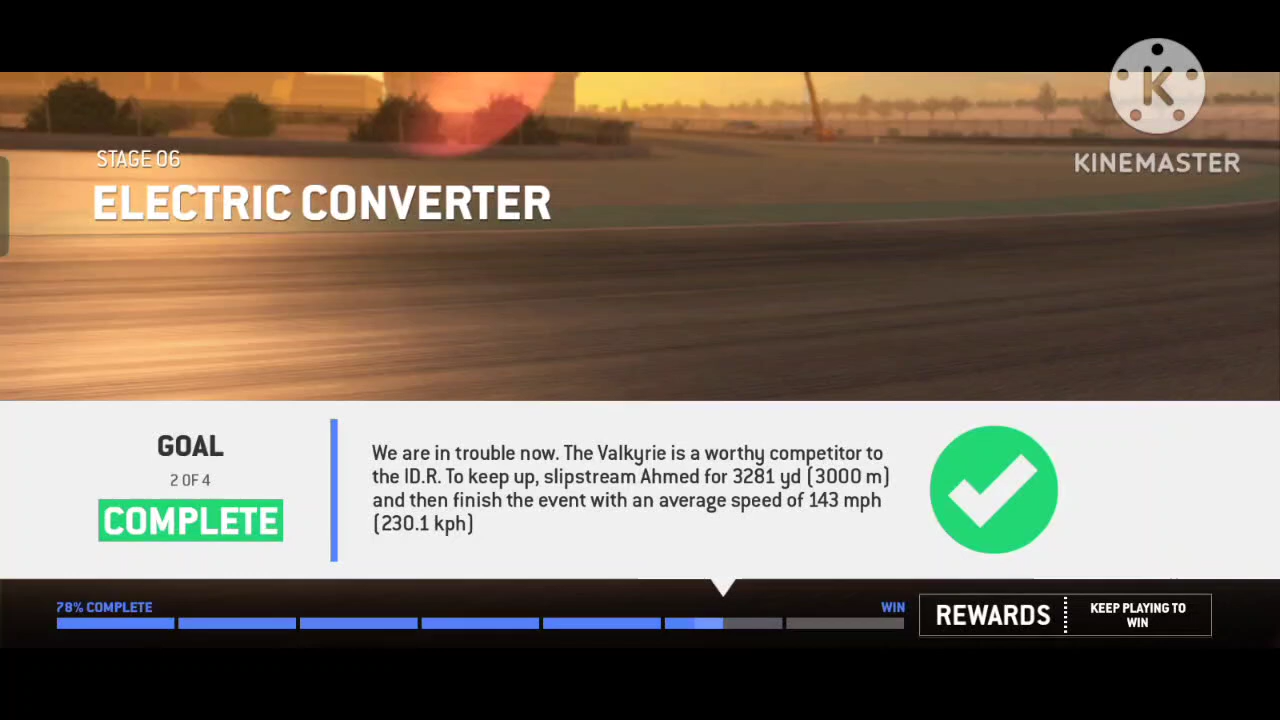 K
KINEMASTER
STAGE 06
ELECTRIC CONVERTER
GOAL
2 OF 4
COMPLETE
We are in trouble now. The Valkyrie is a worthy competitor to
the ID.R. To keep up, slipstream Ahmed for 3281 yd (3000 m)
and then finish the event with an average speed of 143 mph
(230.1 kph)
78% COMPLETE
WIN
REWARDS
KEEP PLAYING TO
WIN